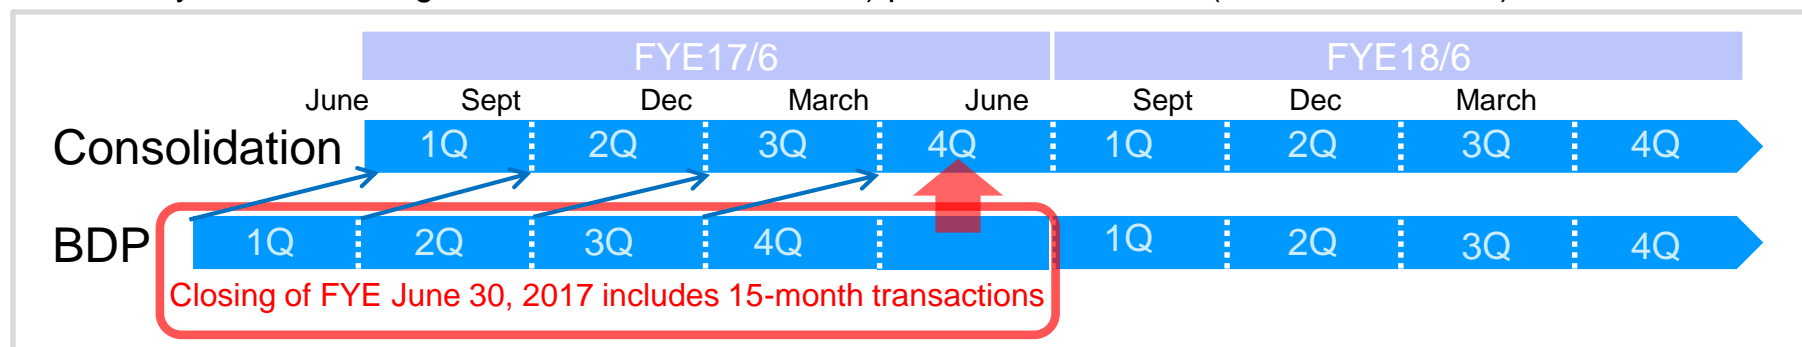 FYE17/6 FYE18/6
June Sept Dec March June Sept Dec March
Consolidation 1Q 2Q 3Q 4Q 1Q 2Q 3Q 4Q
BDP 1Q 2Q 3Q 4Q 1Q 2Q 3Q 4Q
Closing of FYE June 30, 2017 includes 15-month transactions